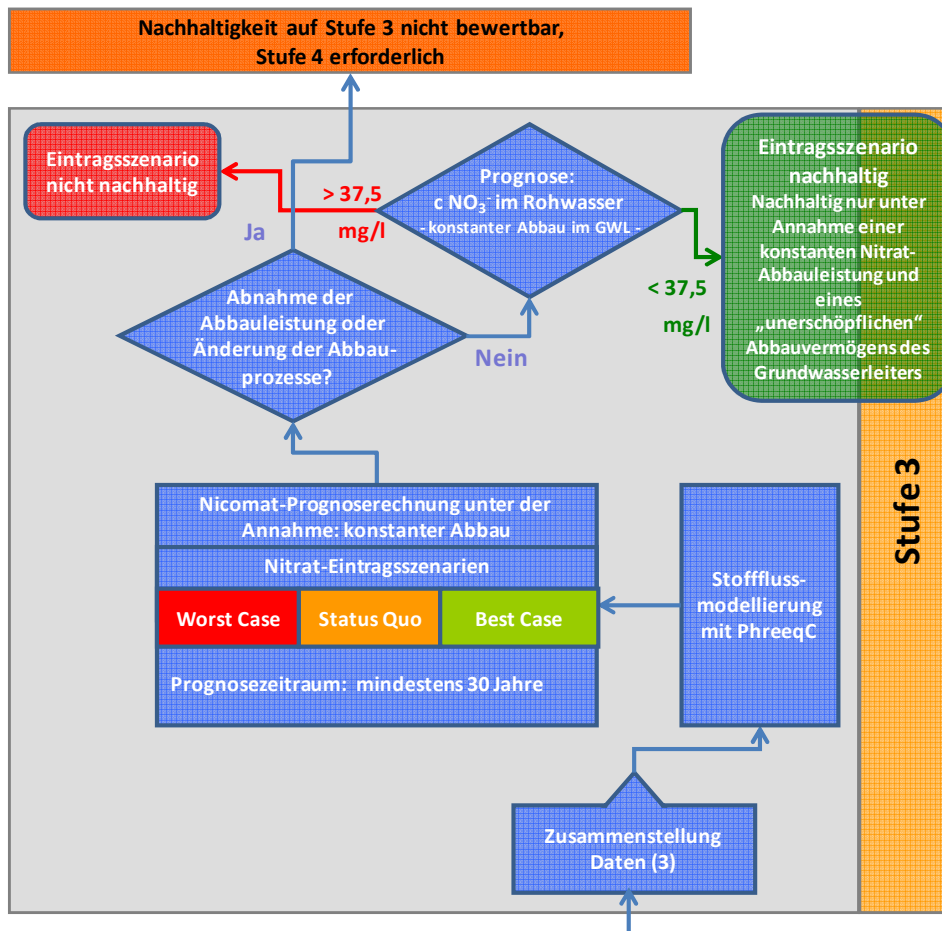 Nachhaltigkeit auf Stufe 3 nicht bewertbar,
Stufe 4 erforderlich
Eintragsszenario
nicht nachhaltig
> 37,5
mg/l
Prognose:
c NO₃⁻ im Rohwasser
- konstanter Abbau im GWL -
Eintragsszenario
nachhaltig
Nachhaltig nur unter
Annahme einer
konstanten Nitrat-
Abbauleistung und
eines
„unerschöpflichen“
Abbauvermögens des
Grundwasserleiters
< 37,5
mg/l
Ja
Abnahme der
Abbauleistung oder
Änderung der Abbau-
prozesse?
Nein
Nicomat-Prognoserechnung unter der
Annahme: konstanter Abbau
Nitrat-Eintragsszenarien
Worst Case
Status Quo
Best Case
Prognosezeitraum: mindestens 30 Jahre
Stofffluss-
modellierung
mit PhreeqC
Zusammenstellung
Daten (3)
Stufe 3